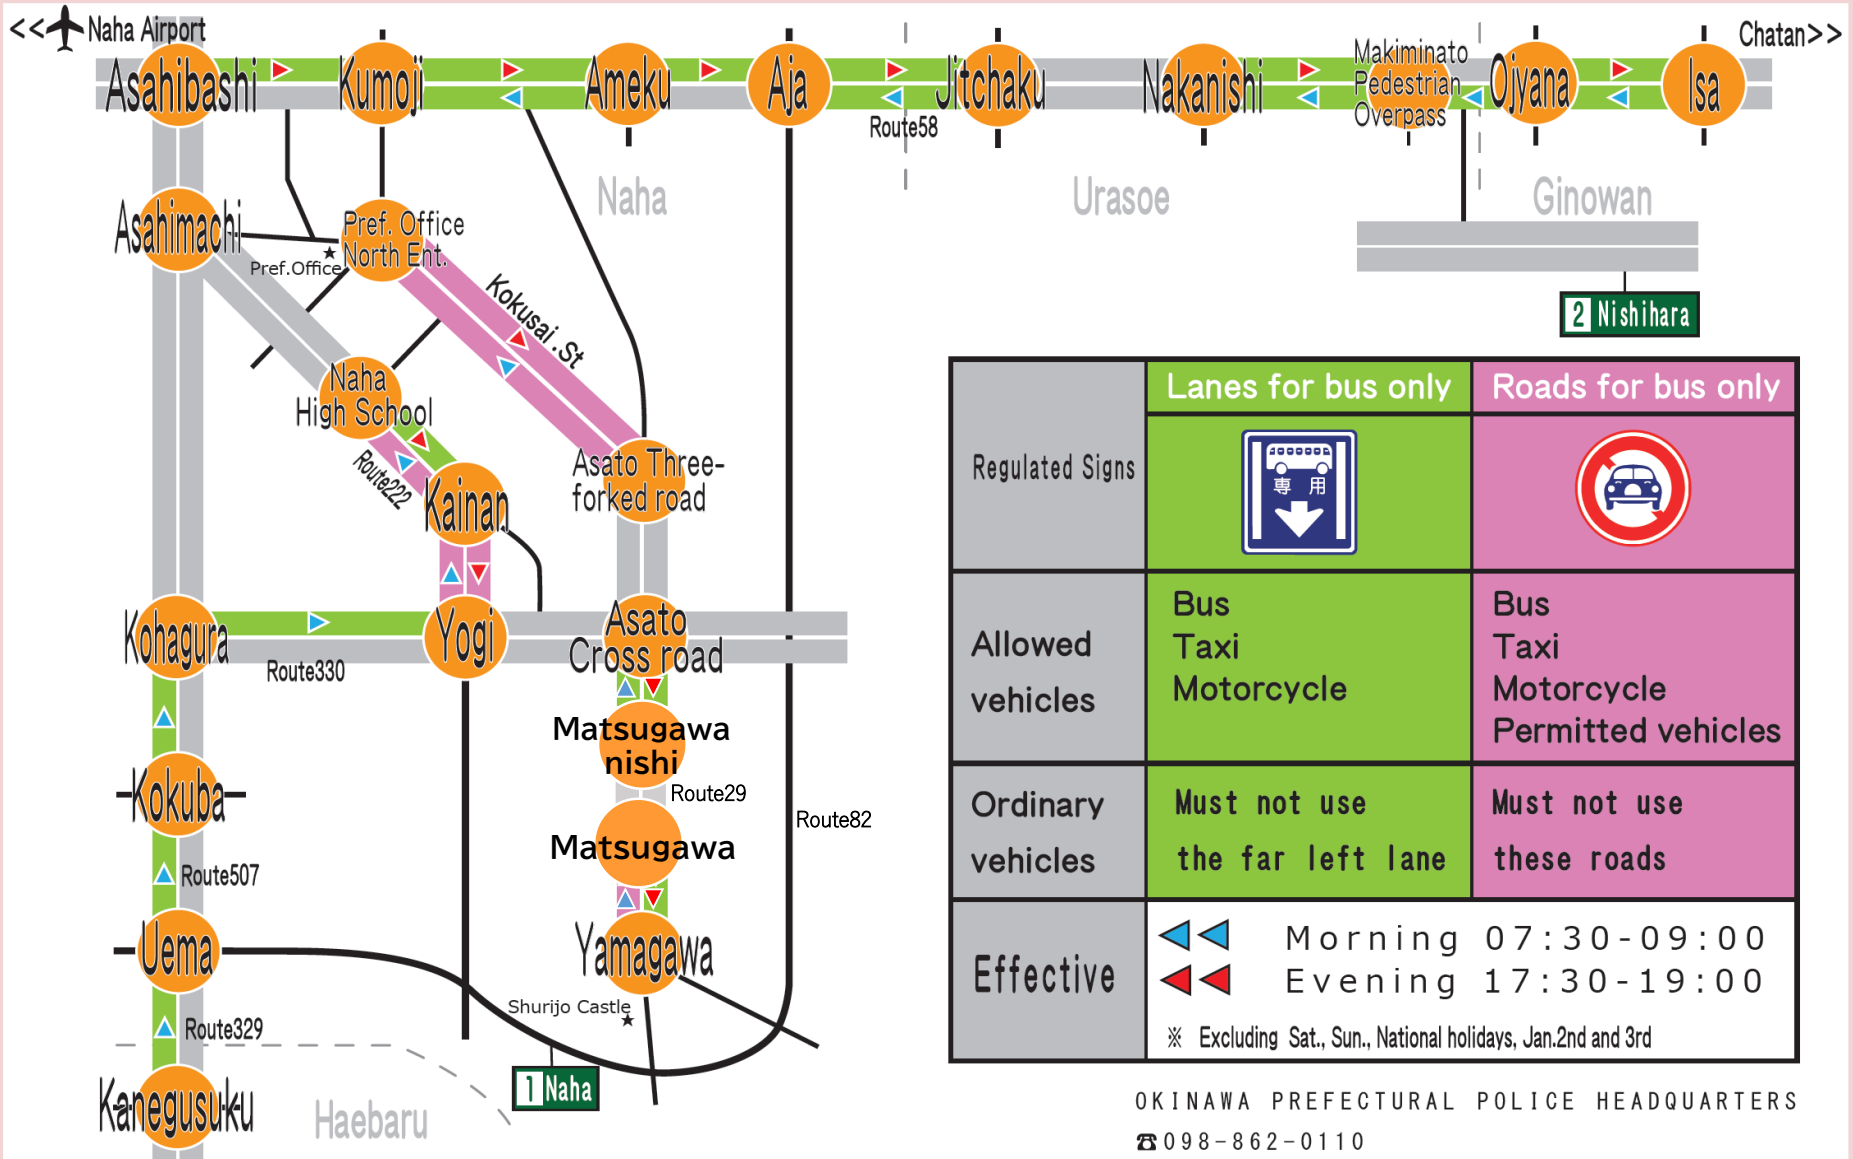 << Naha Airport
Chatan>>
Asahibashi
Kumoji
Ameku
Aja
Jitchaku
Nakanishi
Makiminato
Pedestrian
Overpass
Ojyana
Isa
Route58
Naha
Urasoe
Ginowan
Asahimachi
Pref. Office
North Ent.
Pref.Office
Kokusai.St
2 Nishihara
Naha
High School
Route222
Kainan
Asato Three-
forked road
Kohagura
Yogi
Asato
Cross road
Route330
Matsugawa
nishi
Route29
Kokuba
Matsugawa
Route82
Route507
Uema
Yamagawa
Shurijo Castle
Route329
1 Naha
Kanegusuku
Haebaru
Lanes for bus only
Roads for bus only
Regulated Signs
専 用
Allowed
vehicles
Bus
Taxi
Motorcycle
Bus
Taxi
Motorcycle
Permitted vehicles
Ordinary
vehicles
Must not use
the far left lane
Must not use
these roads
Effective
Morning 07:30-09:00
Evening 17:30-19:00
※ Excluding Sat., Sun., National holidays, Jan.2nd and 3rd
OKINAWA PREFECTURAL POLICE HEADQUARTERS
☎098-862-0110